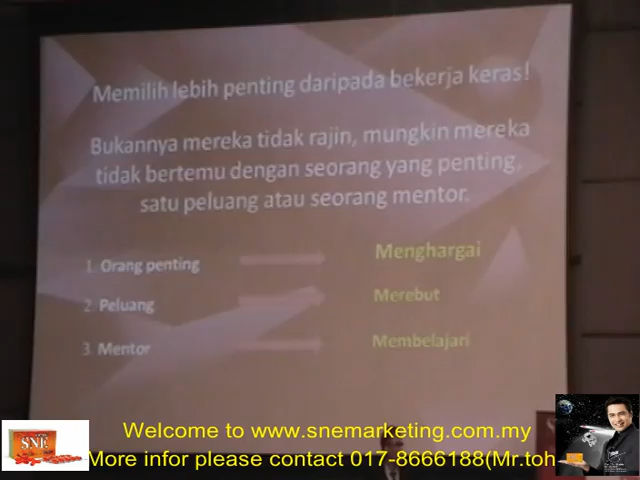 Memilih lebih penting daripada bekerja keras!
Bukannya mereka tidak rajin, mungkin mereka
tidak bertemu dengan seorang yang penting,
satu peluang atau seorang mentor.
1. Orang penting Menghargai
2. Peluang Merebut
3. Mentor Membelajari
SNE
Welcome to www.snemarketing.com.my
More infor please contact 017-8666188(Mr.toh